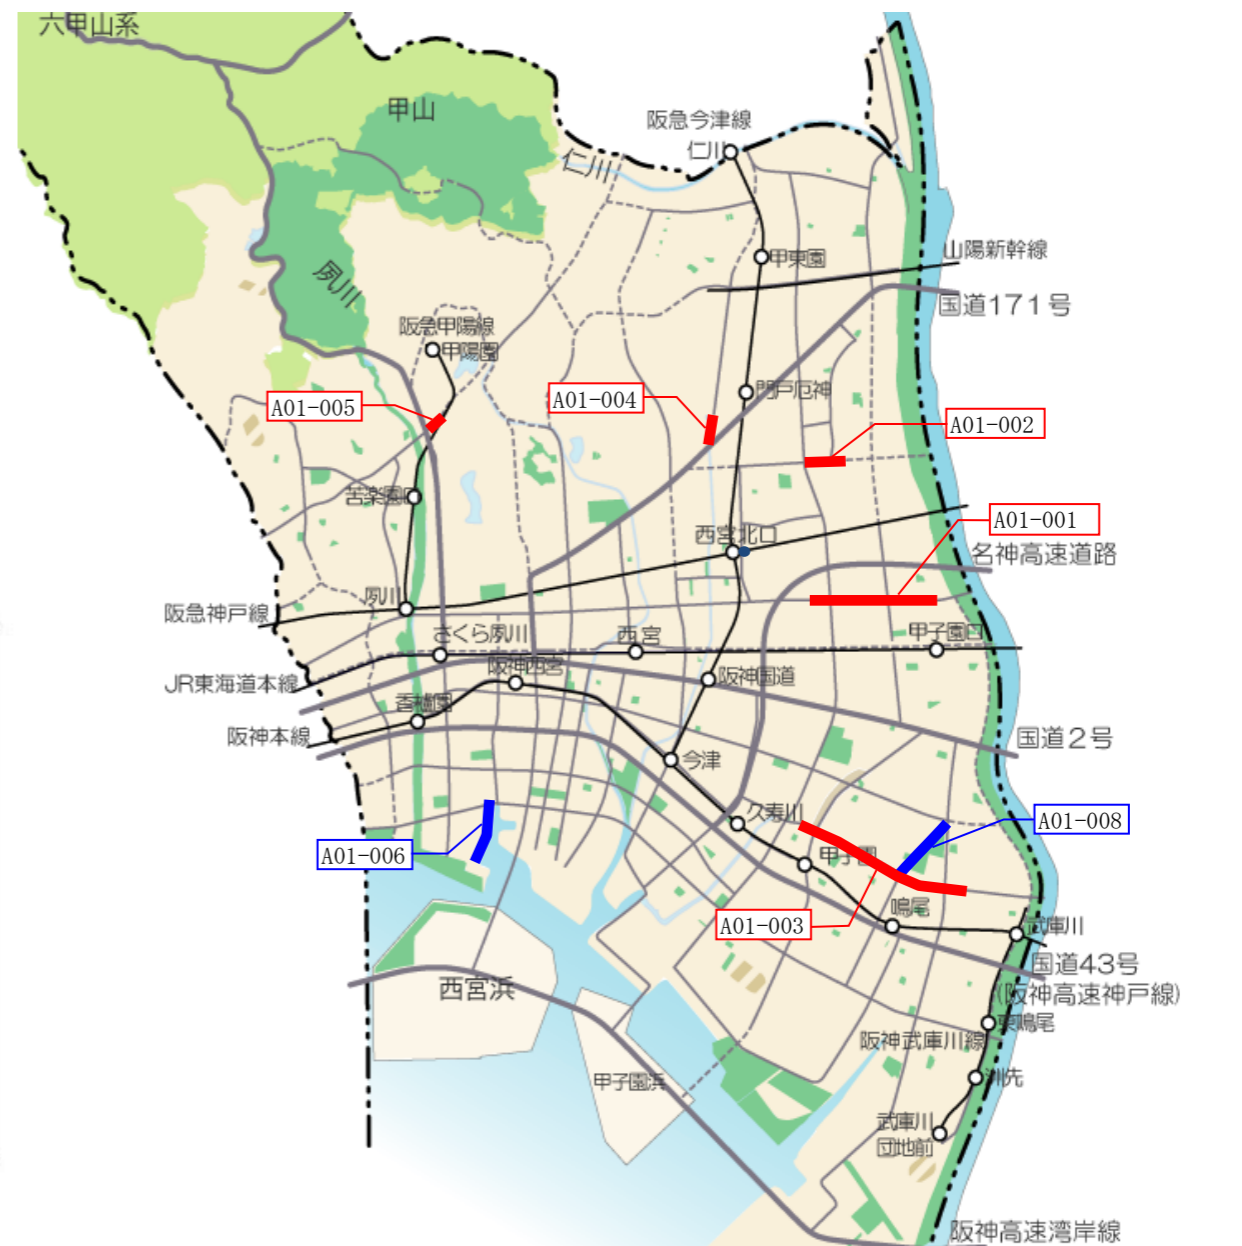 六甲山系
甲山
阪急今津線
仁川
仁川
甲東園
山陽新幹線
夙川
国道171号
阪急甲陽線
甲陽園
門戸厄神
A01-005
A01-004
A01-002
苦楽園口
A01-001
西宮北口
名神高速道路
夙川
阪急神戸線
さくら夙川
西宮
甲子園口
阪神西宮
阪神国道
JR東海道本線
香櫨園
阪神本線
国道2号
今津
久寿川
A01-008
A01-006
甲子園
鳴尾
A01-003
武庫川
国道43号
(阪神高速神戸線)
西宮浜
東鳴尾
阪神武庫川線
甲子園浜
洲先
武庫川
団地前
阪神高速湾岸線